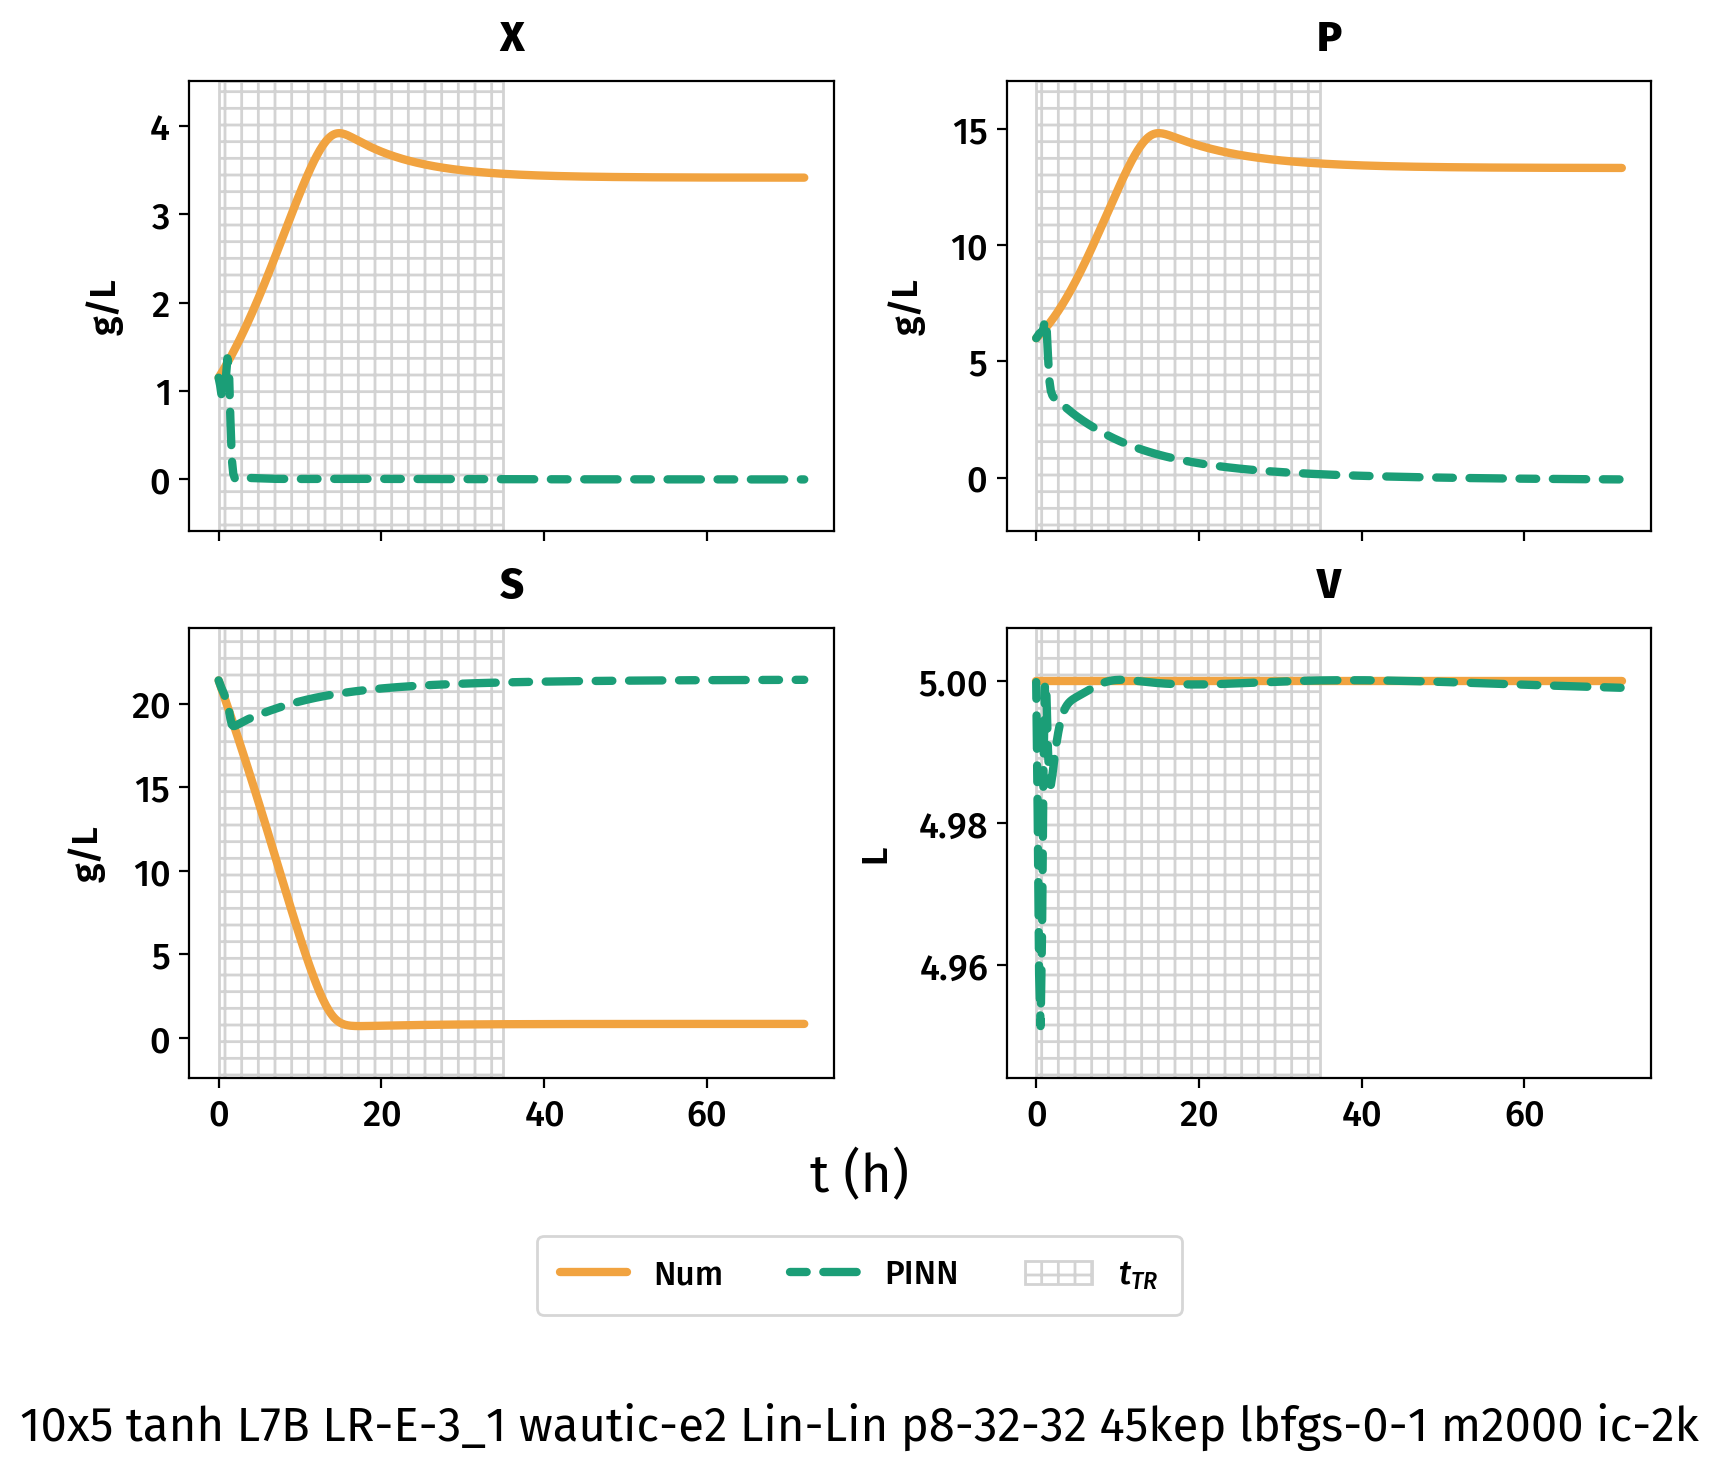 X
P
4
3
2
1
0
g/L
15
10
5
0
g/L
S
V
20
15
10
5
0
g/L
5.00
4.98
4.96
L
0 20 40 60
0 20 40 60
t (h)
Num PINN tTR
10x5 tanh L7B LR-E-3_1 wautic-e2 Lin-Lin p8-32-32 45kep lbfgs-0-1 m2000 ic-2k